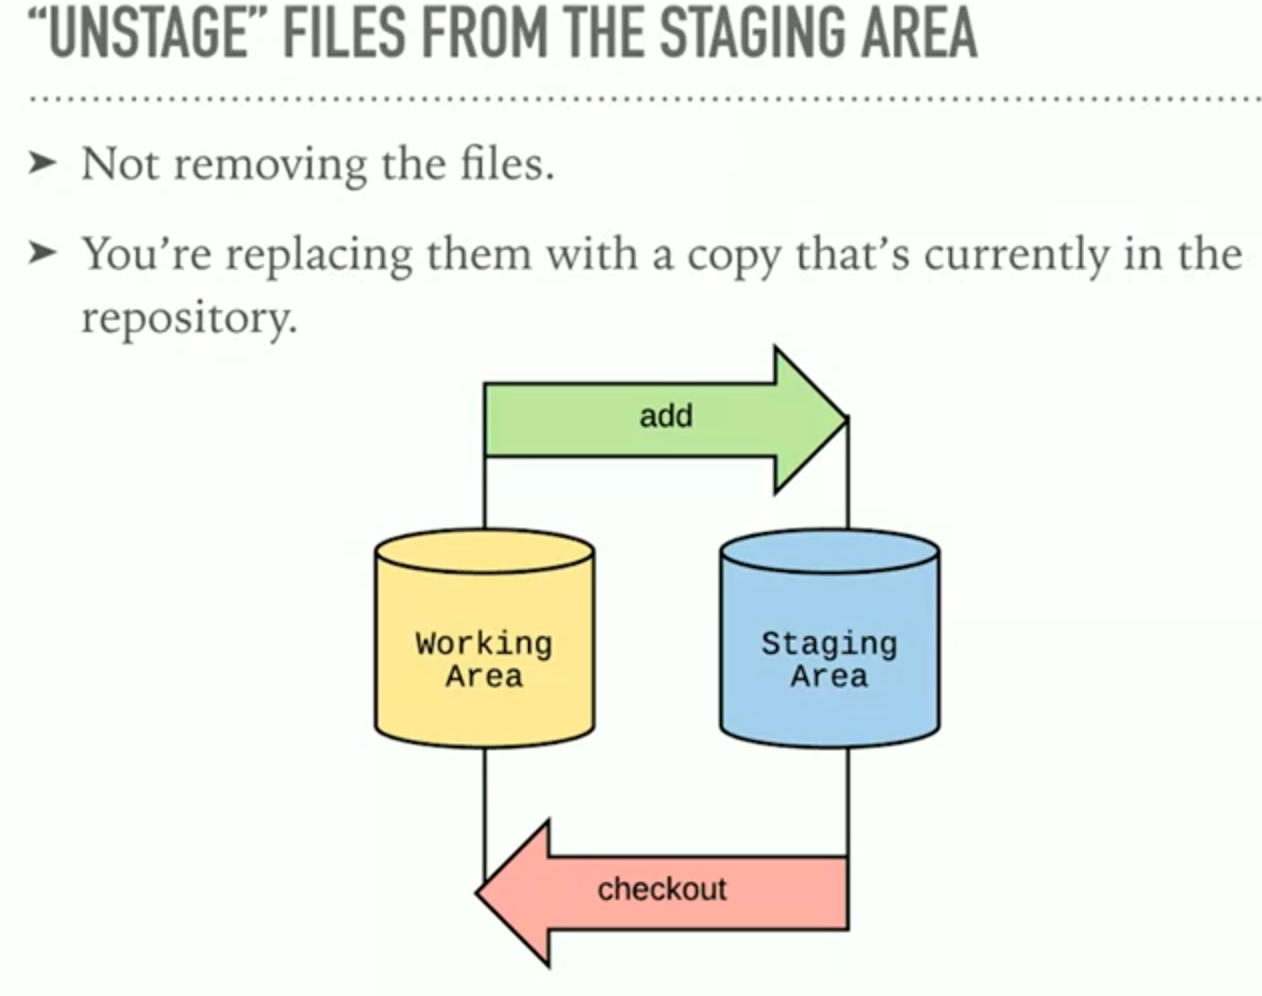 “UNSTAGE” FILES FROM THE STAGING AREA
➤ Not removing the files.
➤ You’re replacing them with a copy that’s currently in the
repository.
add
Working
Area
Staging
Area
checkout